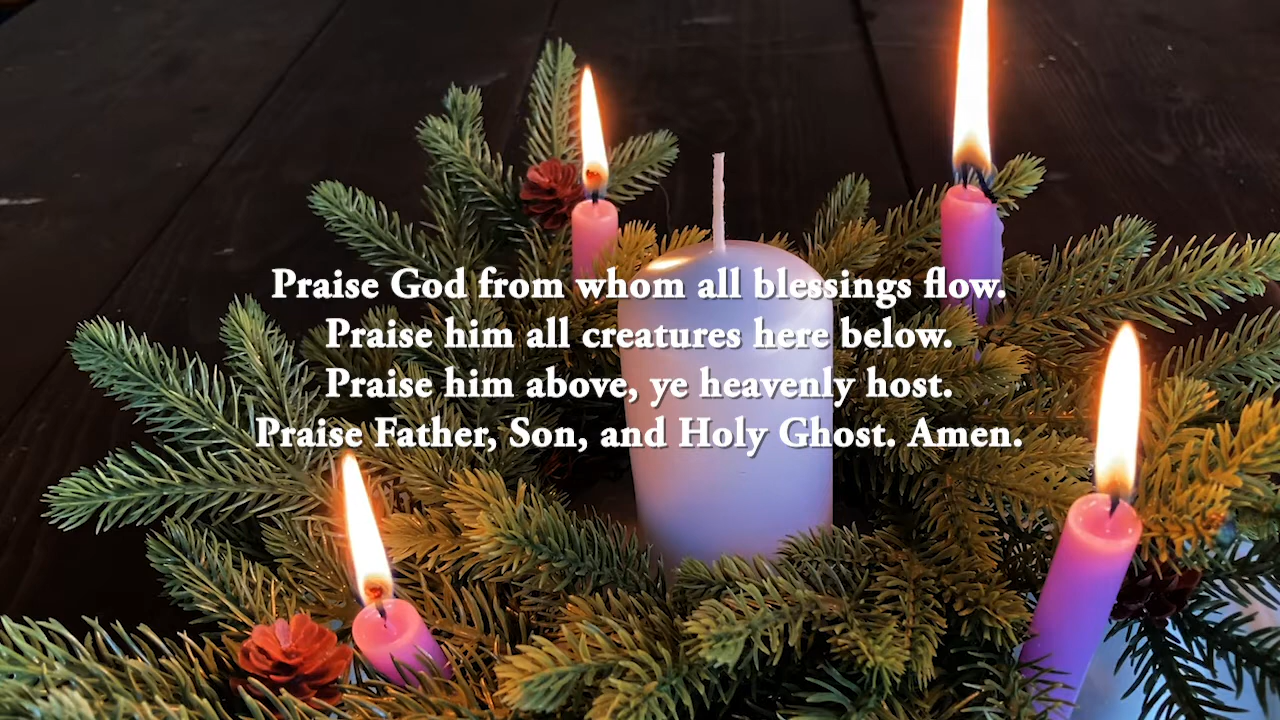 Praise God from whom all blessings flow.
Praise him all creatures here below.
Praise him above, ye heavenly host.
Praise Father, Son, and Holy Ghost. Amen.